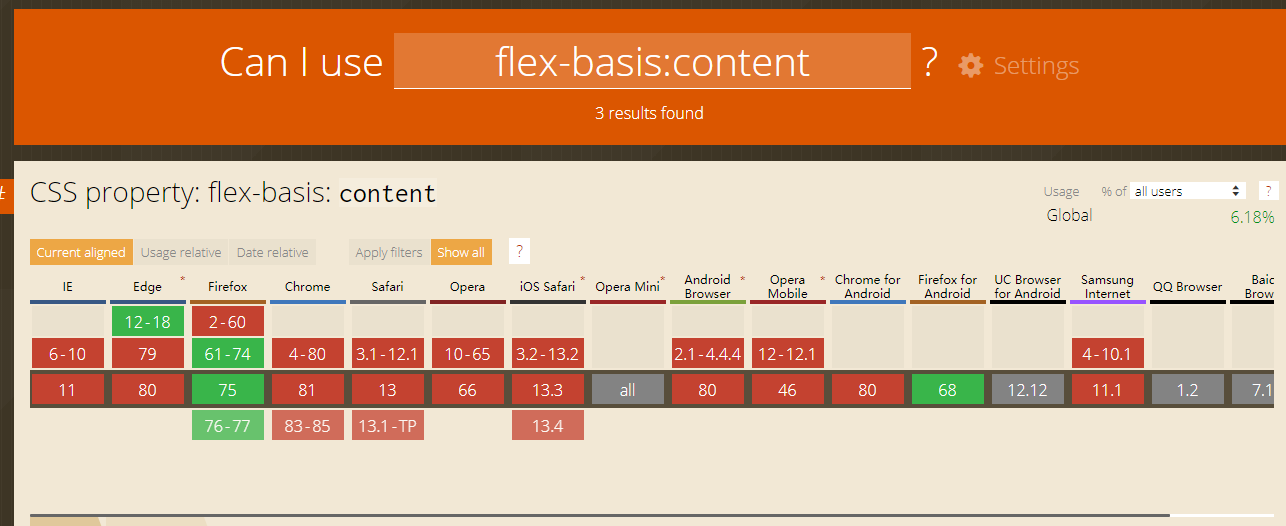 Can I use flex-basis:content ? Settings
3 results found
CSS property: flex-basis: content
Usage % of all users ?
Global 6.18%
Current aligned Usage relative Date relative Apply filters Show all ?
IE Edge * Firefox Chrome Safari Opera iOS Safari * Opera Mini * Android Browser * Opera Mobile * Chrome for Android Firefox for Android UC Browser for Android Samsung Internet QQ Browser
12-18 2-60
6-10 79 61-74 4-80 3.1-12.1 10-65 3.2-13.2 2.1-4.4.4 12-12.1 4-10.1
11 80 75 81 13 66 13.3 all 80 46 80 68 12.12 11.1 1.2 7.1
76-77 83-85 13.1-TP 13.4